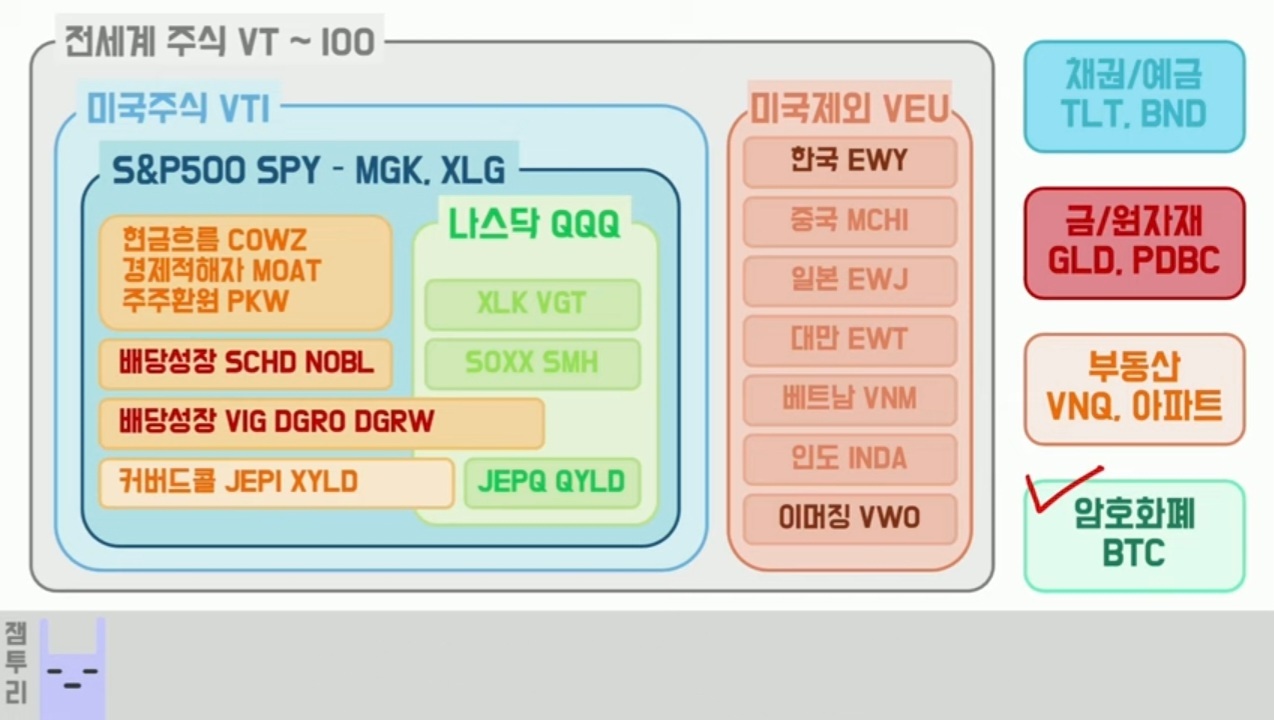 전세계 주식 VT ~ IOO
미국주식 VTI
S&P500 SPY - MGK, XLG
현금흐름 COWZ
경제적해자 MOAT
주주환원 PKW
배당성장 SCHD NOBL
배당성장 VIG DGRO DGRW
커버드콜 JEPI XYLD
나스닥 QQQ
XLK VGT
SOXX SMH
JEPQ QYLD
미국제외 VEU
한국 EWY
중국 MCHI
일본 EWJ
대만 EWT
베트남 VNM
인도 INDA
이머징 VWO
채권/예금
TLT, BND
금/원자재
GLD, PDBC
부동산
VNQ, 아파트
암호화폐
BTC
잼투리